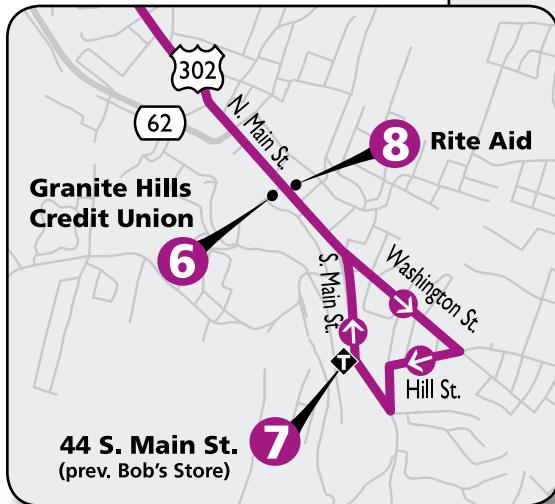 302
62
N. Main St.
8
Rite Aid
Granite Hills
Credit Union
6
S. Main St.
Washington St.
Hill St.
T
7
44 S. Main St.
(prev. Bob's Store)